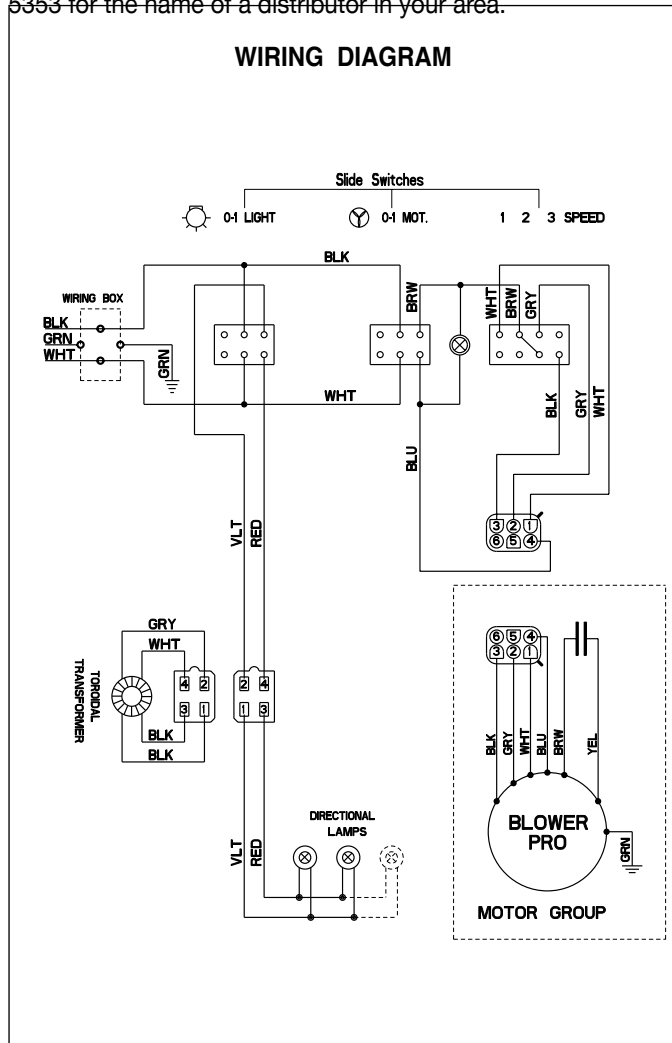 5353 for the name of a distributor in your area.
WIRING DIAGRAM
Slide Switches
0-1 LIGHT
0-1 MOT.
1 2 3 SPEED
BLK
WIRING BOX
BLK
GRN
WHT
GRN
WHT
BRW
WHT
BRW
GRY
BLK
GRY
WHT
BLU
3 2 1
6 5 4
VLT
RED
GRY
WHT
TOROIDAL
TRANSFORMER
4 2
3 1
BLK
BLK
2 4
1 3
VLT
RED
DIRECTIONAL
LAMPS
6 5 4
3 2 1
BLK
GRY
WHT
BLU
BRW
YEL
BLOWER
PRO
GRN
MOTOR GROUP